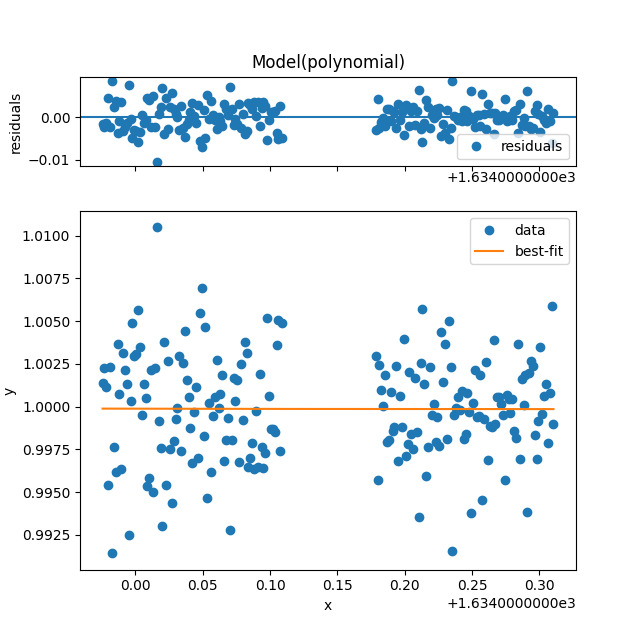 Model(polynomial)
residuals
0.00
−0.01
residuals
+1.6340000000e3
1.0100
1.0075
1.0050
1.0025
1.0000
0.9975
0.9950
0.9925
y
data
best-fit
0.00
0.05
0.10
0.15
0.20
0.25
0.30
x
+1.6340000000e3